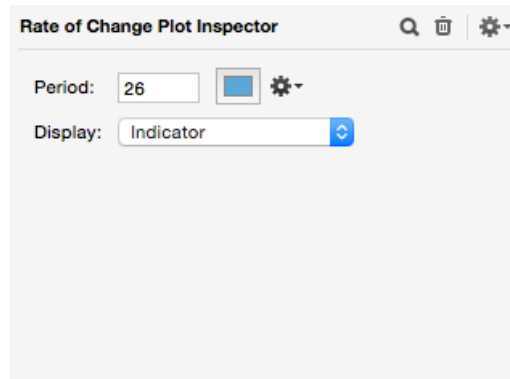 Rate of Change Plot Inspector
Period: 26
Display: Indicator